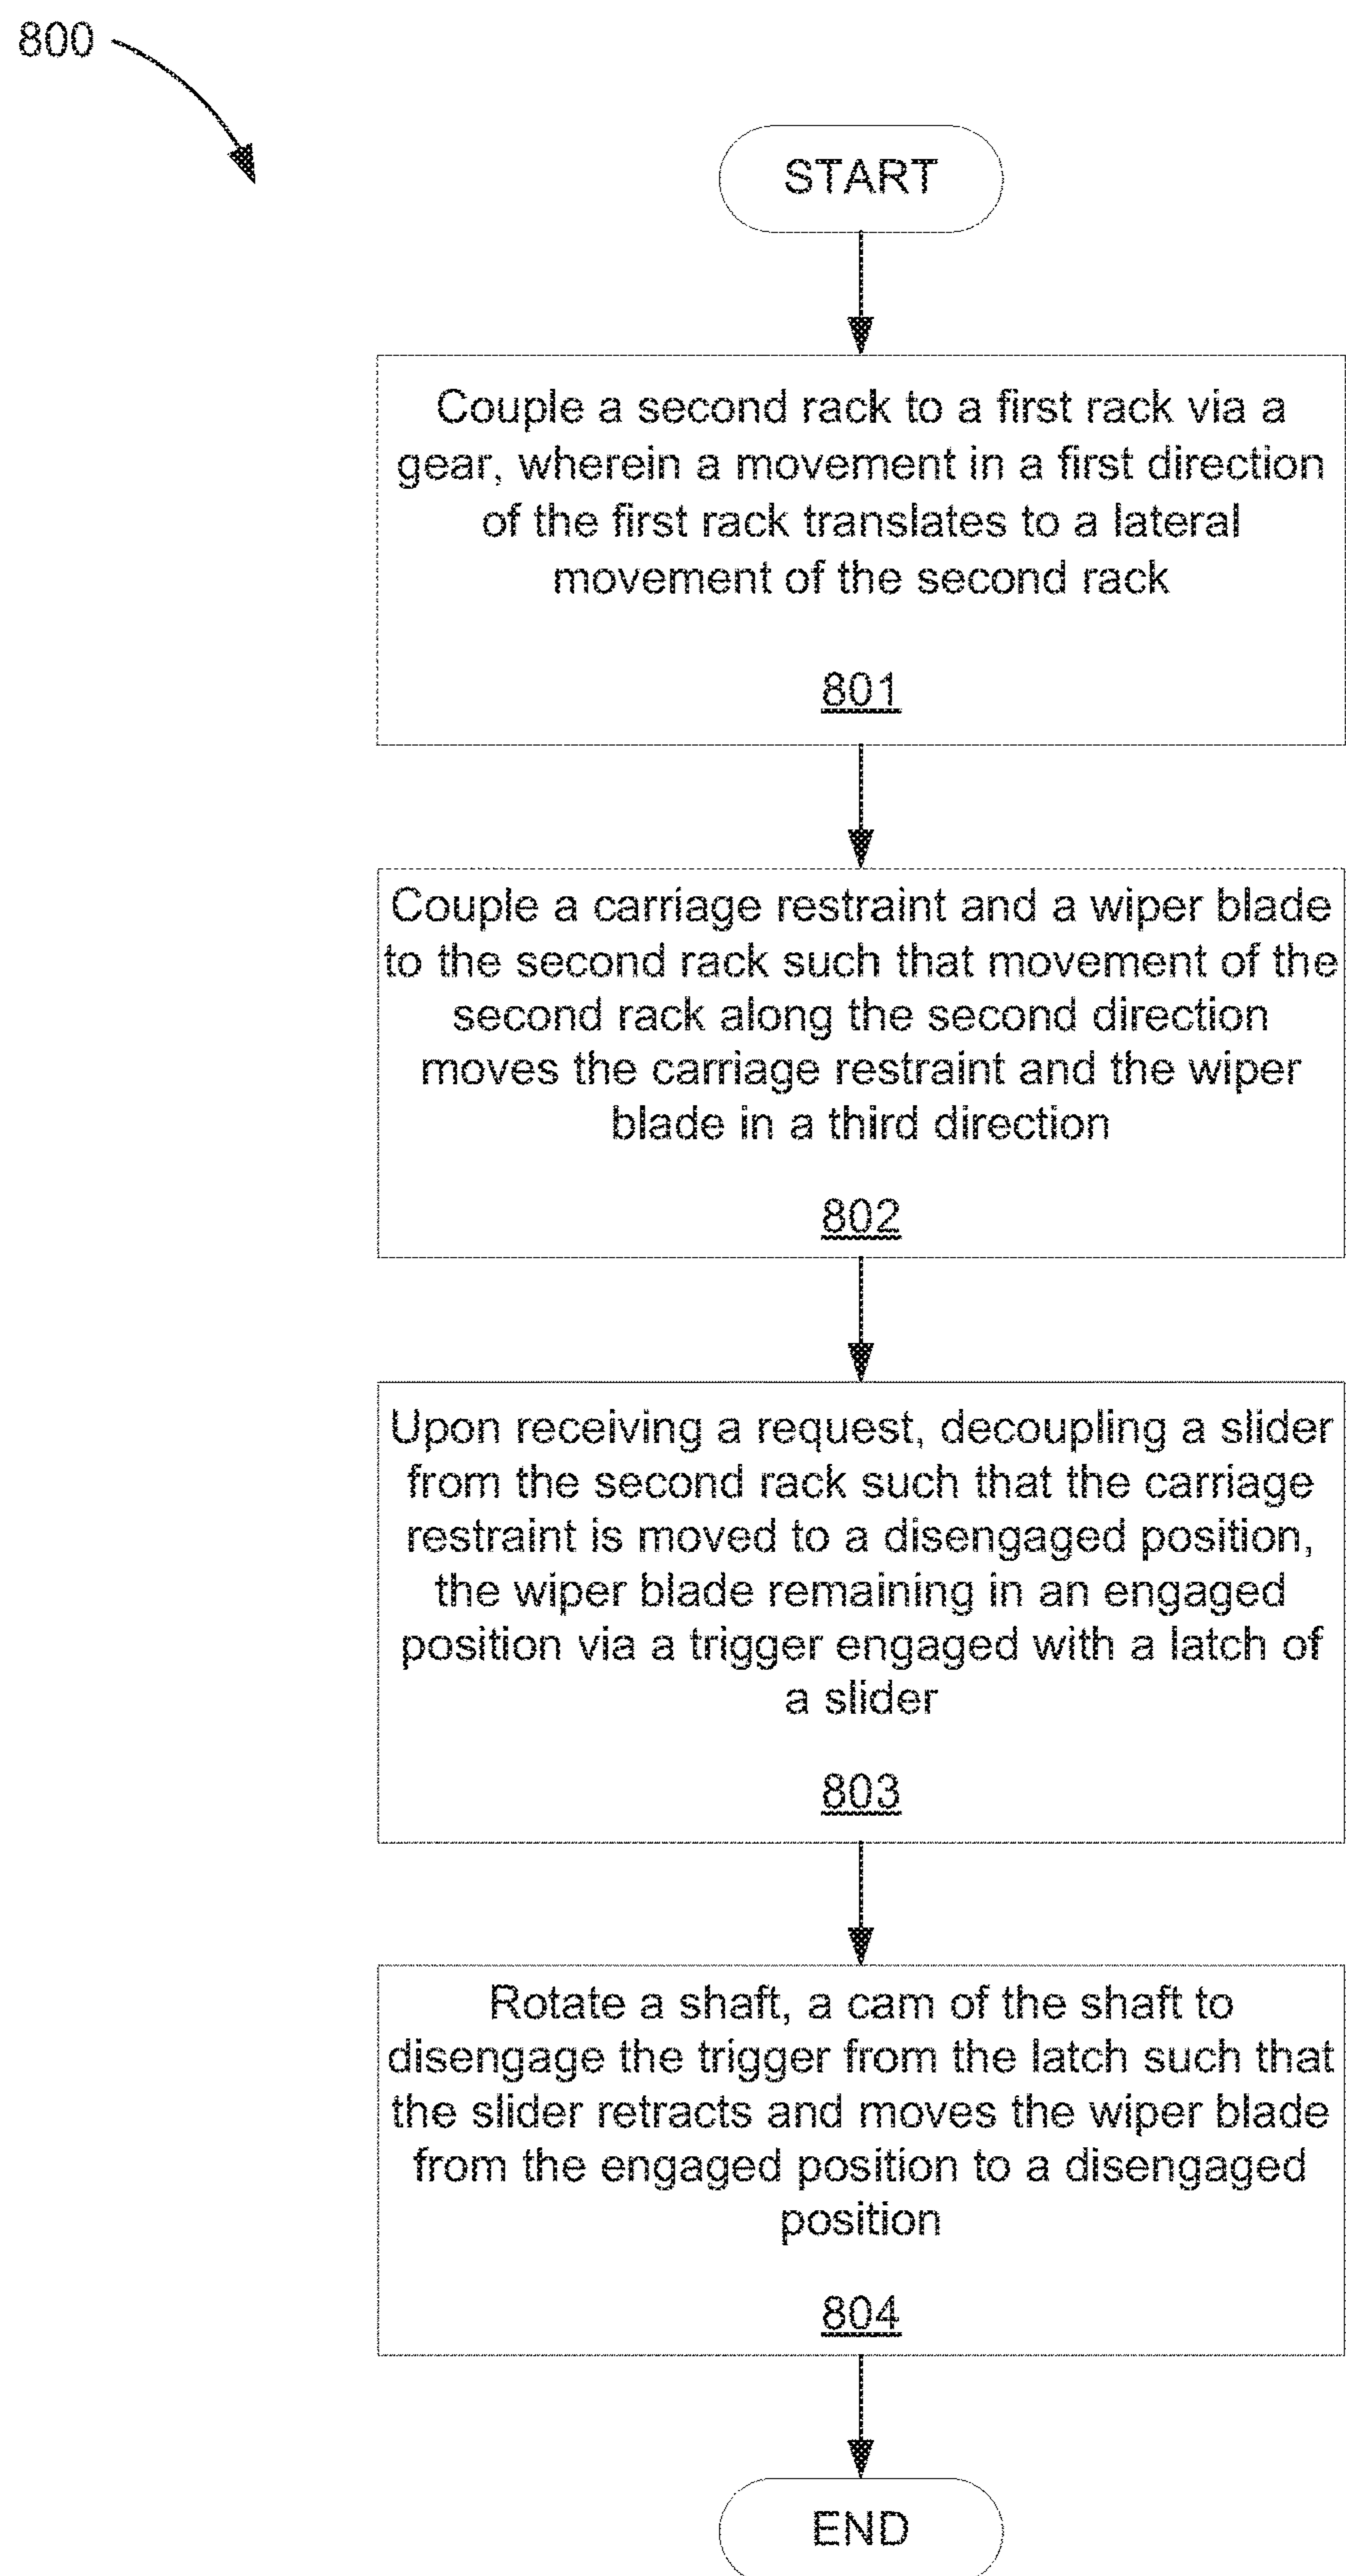 800
START
Couple a second rack to a first rack via a
gear, wherein a movement in a first direction
of the first rack translates to a lateral
movement of the second rack
801
Couple a carriage restraint and a wiper blade
to the second rack such that movement of the
second rack along the second direction
moves the carriage restraint and the wiper
blade in a third direction
802
Upon receiving a request, decoupling a slider
from the second rack such that the carriage
restraint is moved to a disengaged position,
the wiper blade remaining in an engaged
position via a trigger engaged with a latch of
a slider
803
Rotate a shaft, a cam of the shaft to
disengage the trigger from the latch such that
the slider retracts and moves the wiper blade
from the engaged position to a disengaged
position
804
END